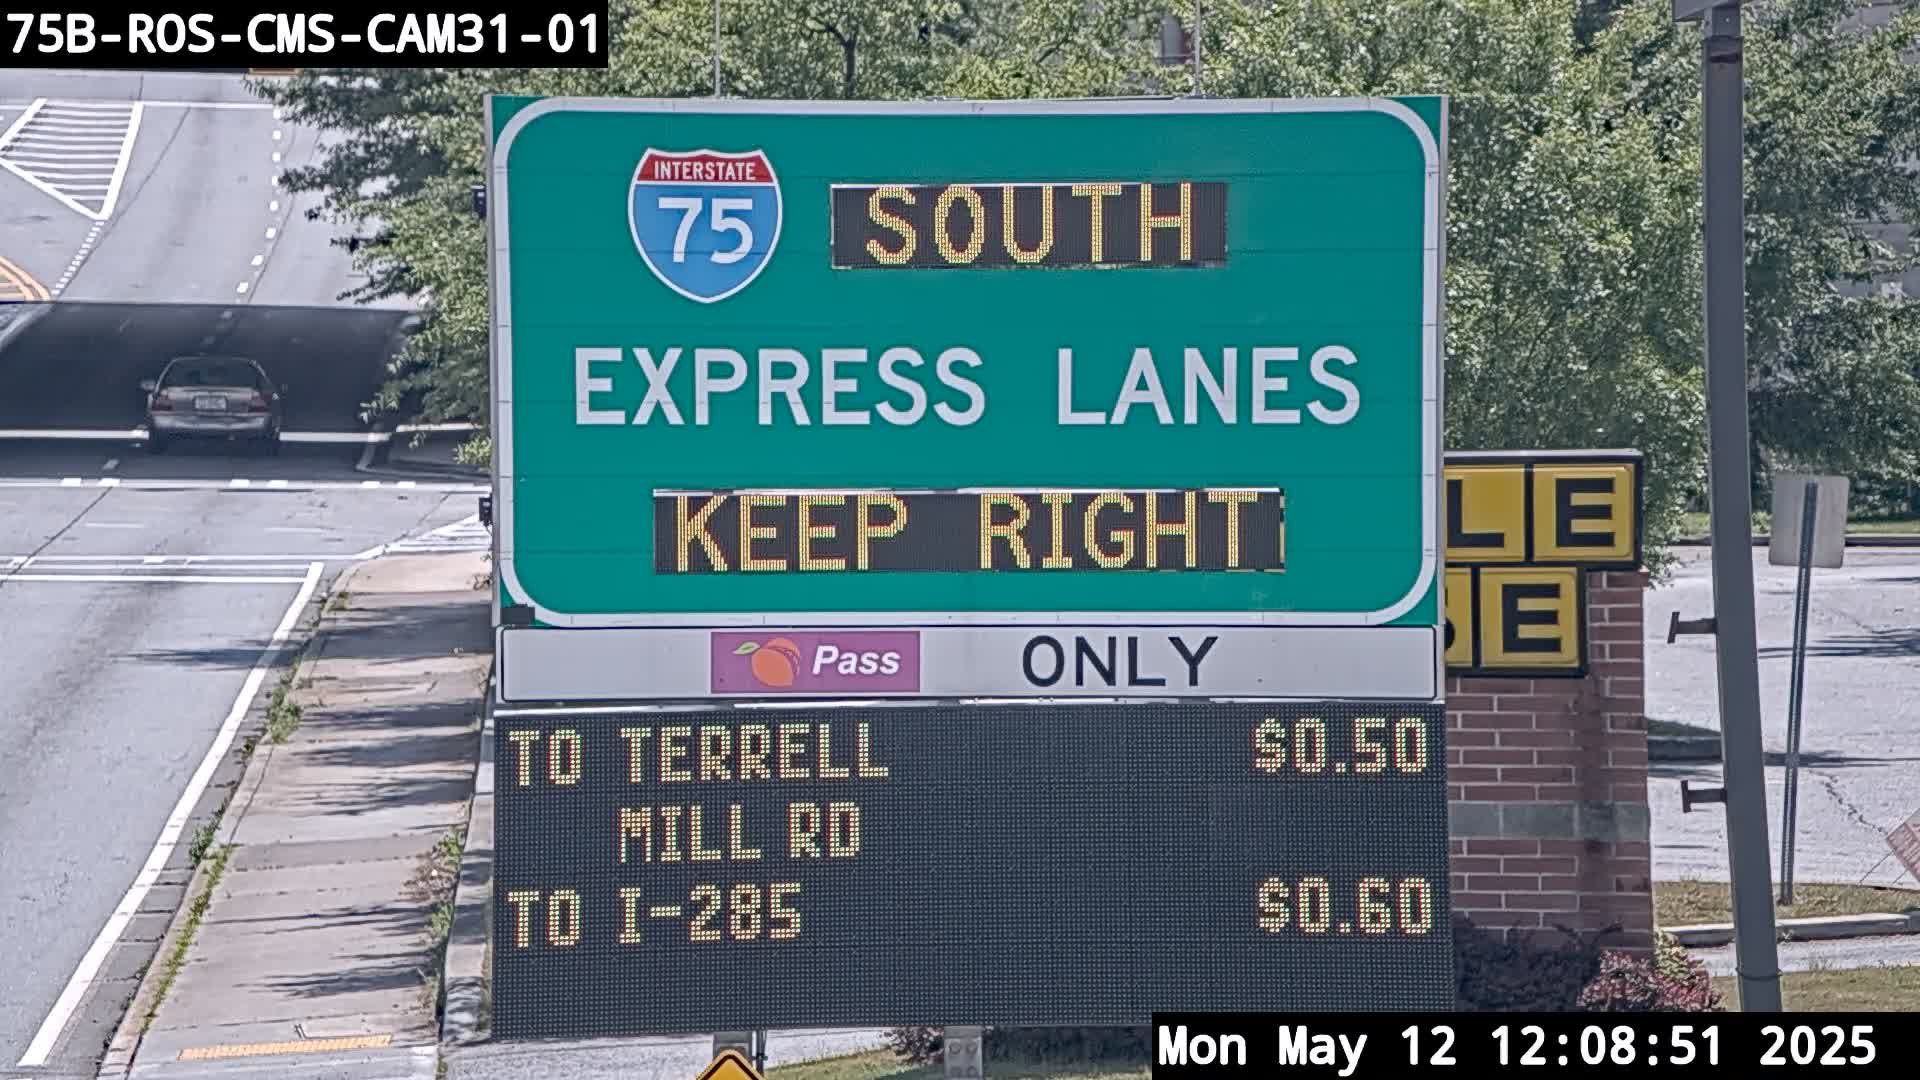 75B-ROS-CMS-CAM31-01
INTERSTATE
75
SOUTH
EXPRESS LANES
KEEP RIGHT
LE
E
Pass ONLY
TO TERRELL $0.50
MILL RD
TO I-285 $0.60
Mon May 12 12:08:51 2025